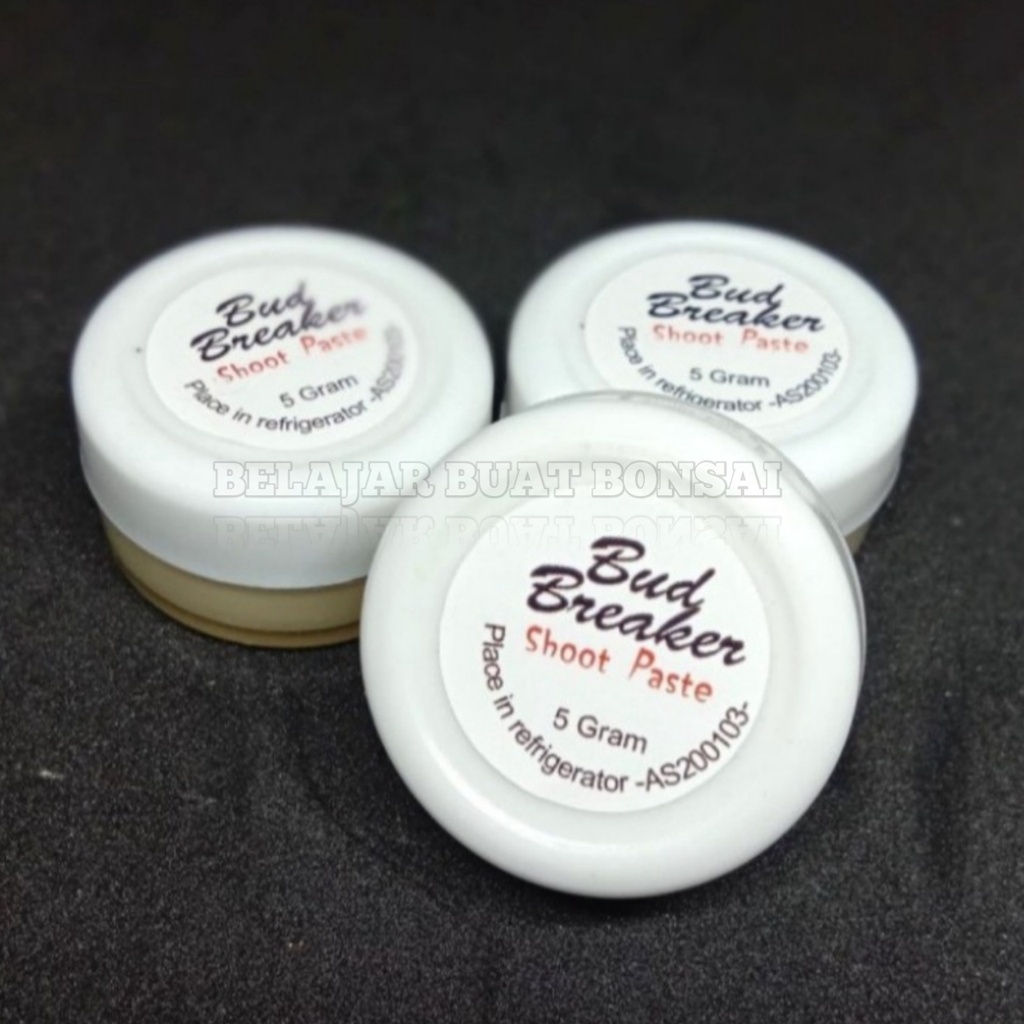 Bud
Breaker
Shoot Paste
5 Gram
Place in refrigerator -AS200103-
Bud
Breaker
Shoot Paste
5 Gram
Place in refrigerator -AS200103-
BELAJAR BUAT BONSAI
Bud
Breaker
Shoot Paste
5 Gram
Place in refrigerator -AS200103-